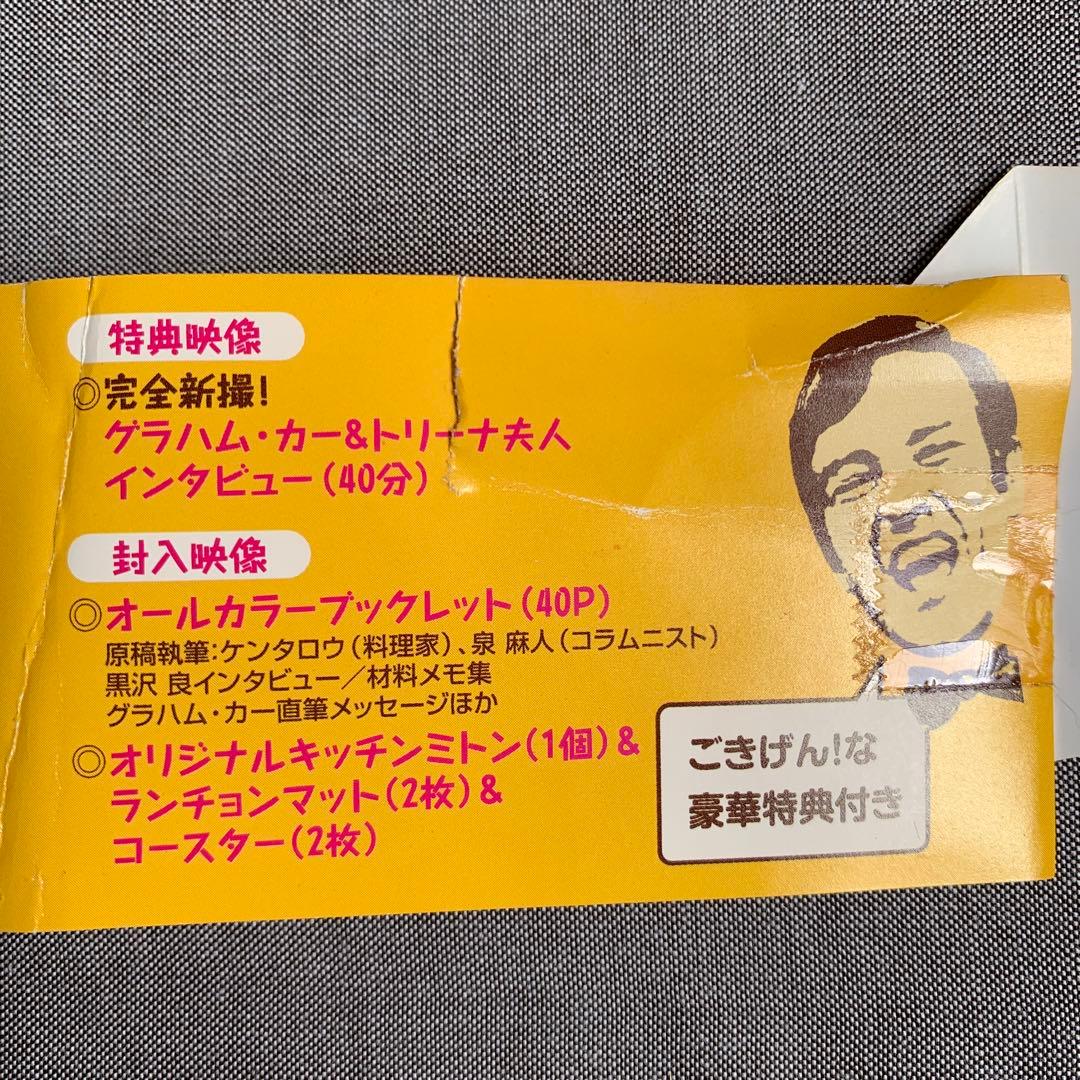 特典映像
◎完全新撮!
グラハム・カー&トリーナ夫人
インタビュー(40分)
封入映像
◎オールカラーブックレット(40P)
原稿執筆:ケンタロウ(料理家)、泉 麻人(コラムニスト)
黒沢 良インタビュー／材料メモ集
グラハム・カー直筆メッセージほか
◎オリジナルキッチンミトン(1個)&
ランチョンマット(2枚)&
コースター(2枚)
ごきげん!な
豪華特典付き